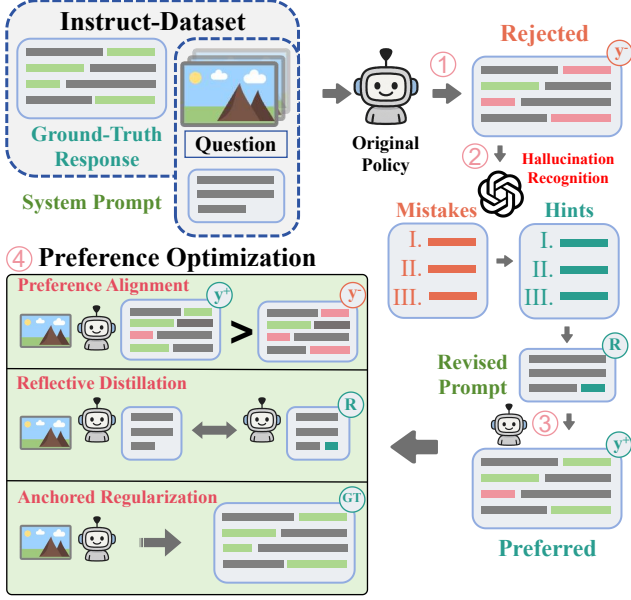 Instruct-Dataset
Ground-Truth
Response
Question
System Prompt
Original
Policy
①
Rejected
y-
②
Hallucination
Recognition
Mistakes
I.
II.
III.
Hints
I.
II.
III.
R
Revised
Prompt
③
y+
Preferred
④ Preference Optimization
Preference Alignment
y+
>
y-
Reflective Distillation
R
Anchored Regularization
GT